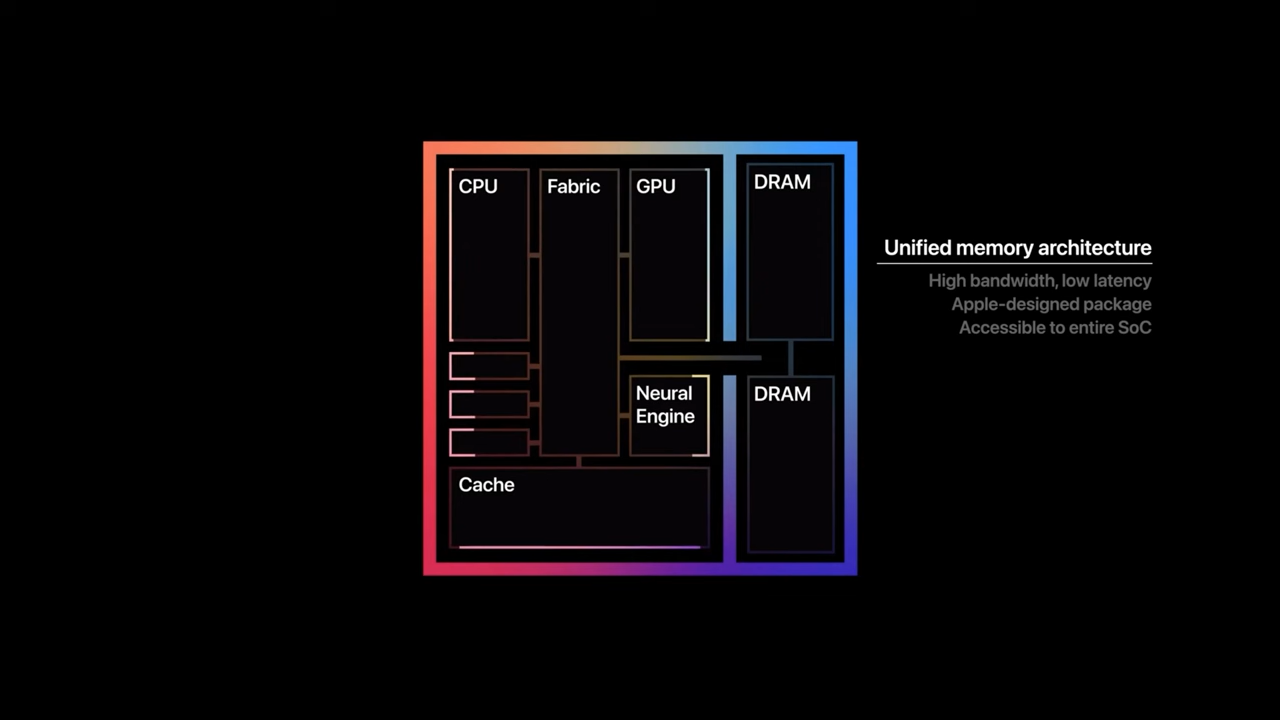 CPU
Fabric
GPU
DRAM
Unified memory architecture
High bandwidth, low latency
Apple-designed package
Accessible to entire SoC
Neural
Engine
DRAM
Cache